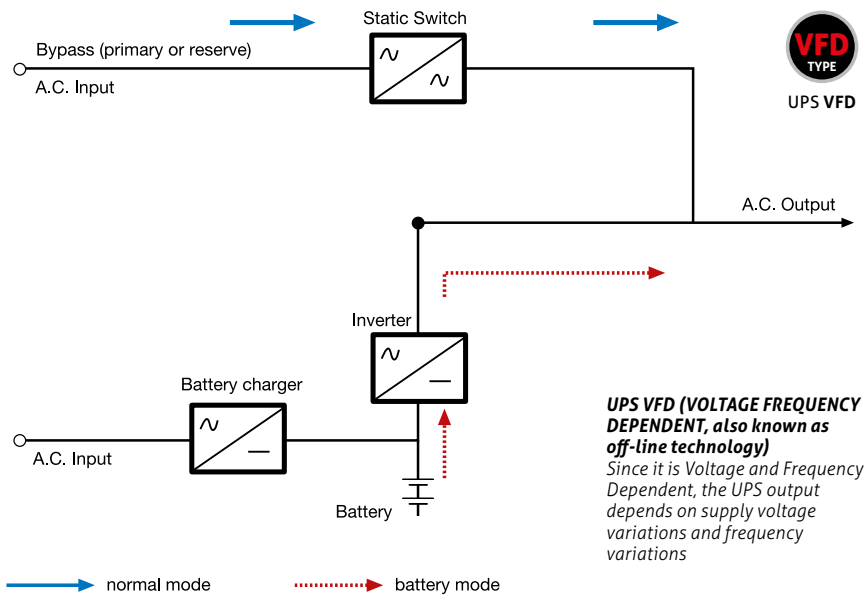 Static Switch
Bypass (primary or reserve)
A.C. Input
VFD
TYPE
UPS VFD
A.C. Output
Inverter
Battery charger
A.C. Input
Battery
UPS VFD (VOLTAGE FREQUENCY
DEPENDENT, also known as
off-line technology)
Since it is Voltage and Frequency
Dependent, the UPS output
depends on supply voltage
variations and frequency
variations
normal mode
battery mode